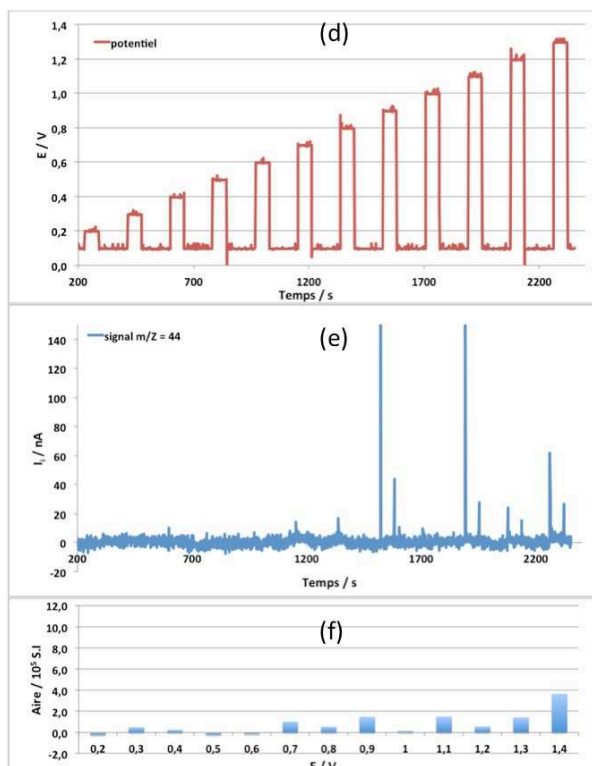 (d)
potentiel
1,4
1,2
1,0
0,8
0,6
0,4
0,2
0,0
E / V
200 700 1200 1700 2200
Temps / s
(e)
signal m/Z = 44
140
120
100
80
60
40
20
0
-20
Iᵢ / nA
200 700 1200 1700 2200
Temps / s
(f)
12,0
10,0
8,0
6,0
4,0
2,0
0,0
-2,0
Aire / 10⁵ S.I
0,2 0,3 0,4 0,5 0,6 0,7 0,8 0,9 1 1,1 1,2 1,3 1,4
E / V